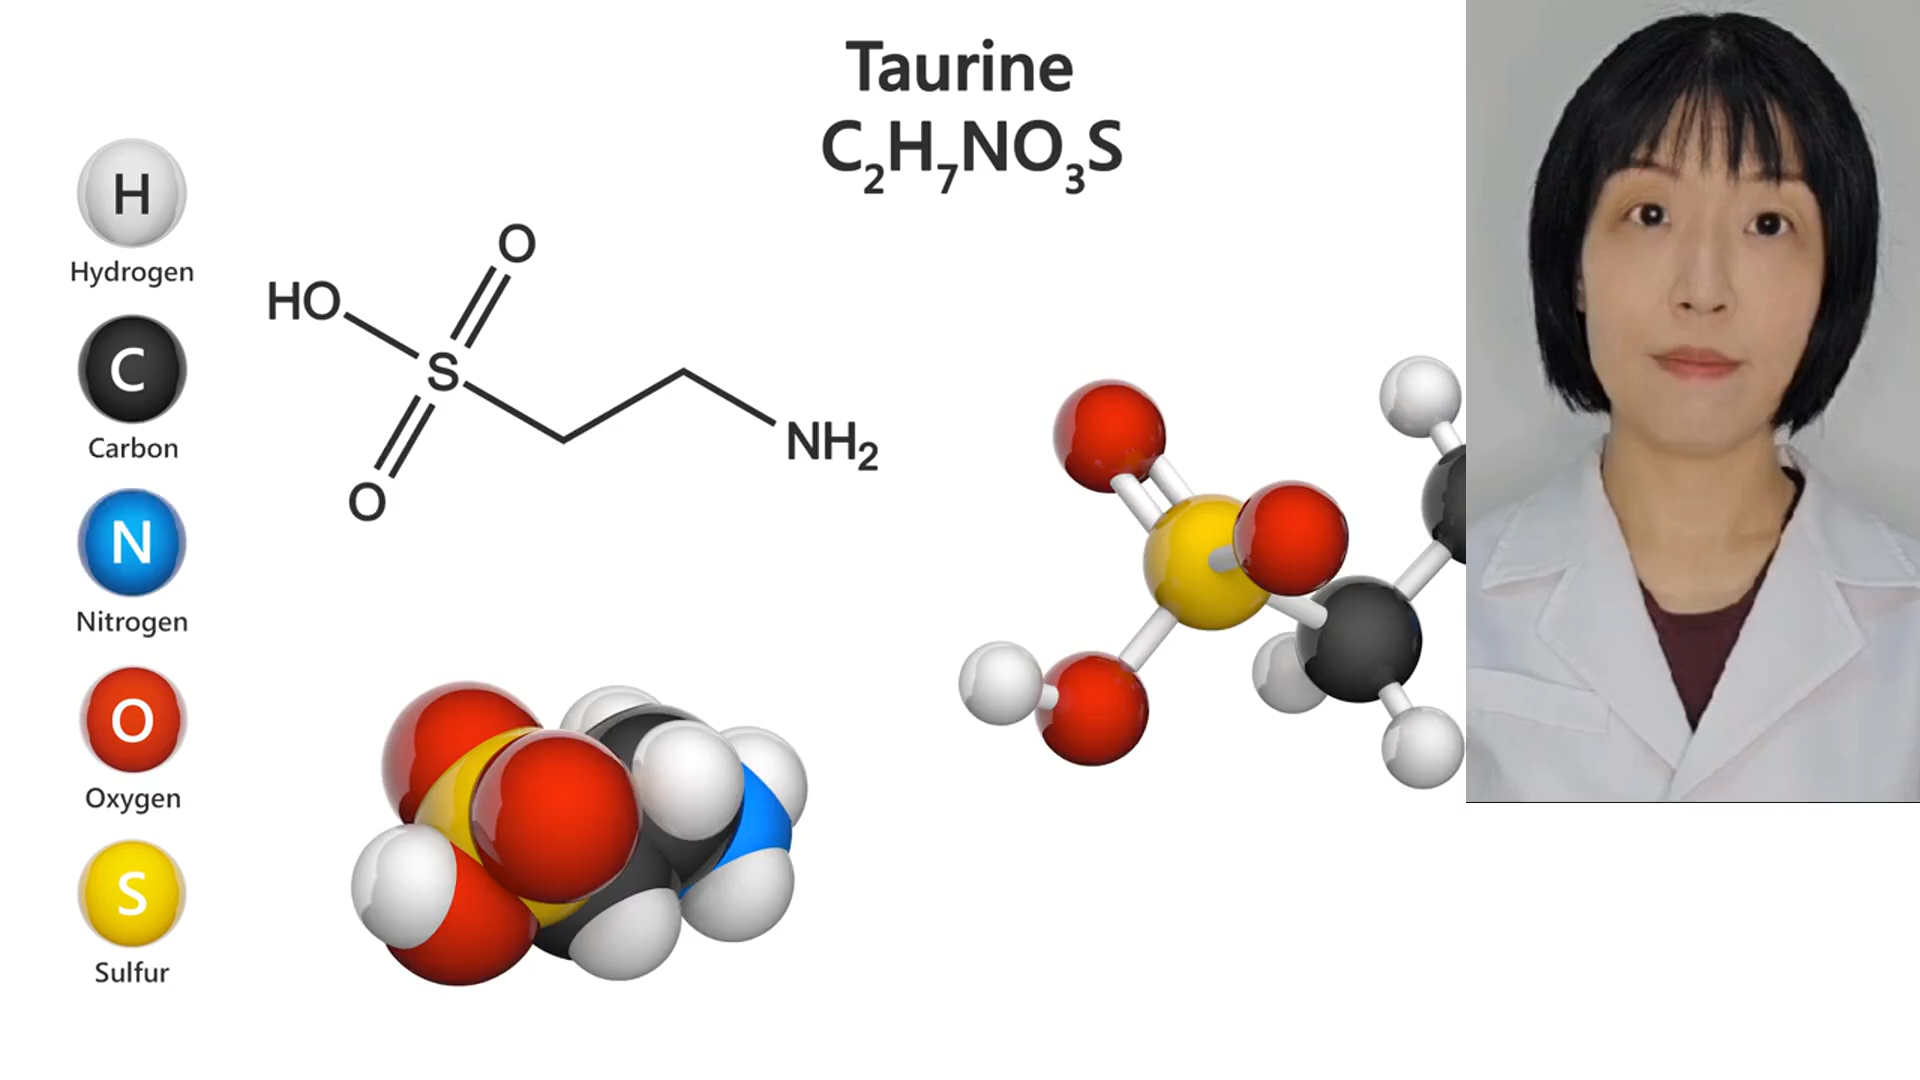 Taurine
C₂H₇NO₃S
H
Hydrogen
C
Carbon
N
Nitrogen
O
Oxygen
S
Sulfur
O
HO
S
NH₂
O